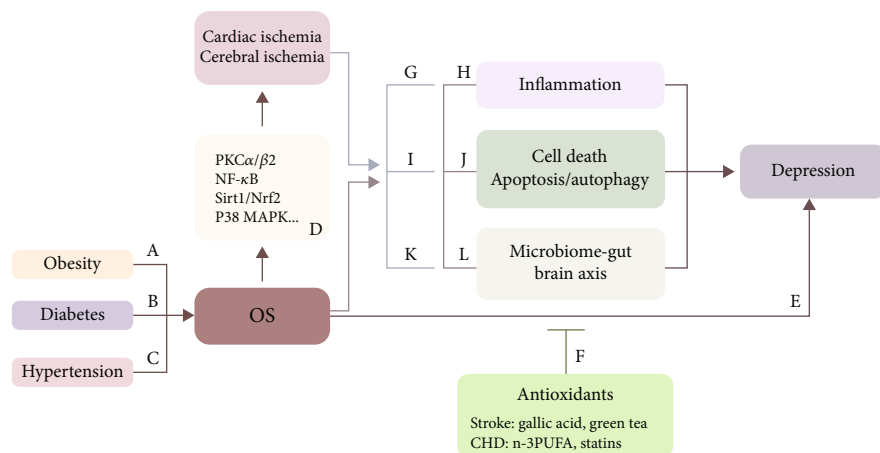 Cardiac ischemia
Cerebral ischemia
PKCα/β2
NF-κB
Sirt1/Nrf2
P38 MAPK...
D
Obesity
A
Diabetes
B
Hypertension
C
OS
G
I
K
H
J
L
Inflammation
Cell death
Apoptosis/autophagy
Microbiome-gut
brain axis
Depression
E
F
Antioxidants
Stroke: gallic acid, green tea
CHD: n-3PUFA, statins